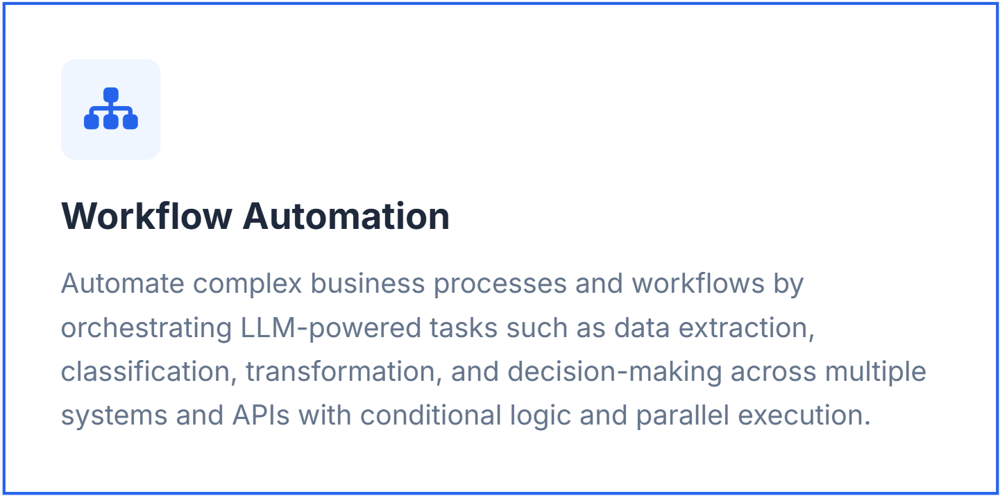 Workflow Automation
Automate complex business processes and workflows by
orchestrating LLM-powered tasks such as data extraction,
classification, transformation, and decision-making across multiple
systems and APIs with conditional logic and parallel execution.